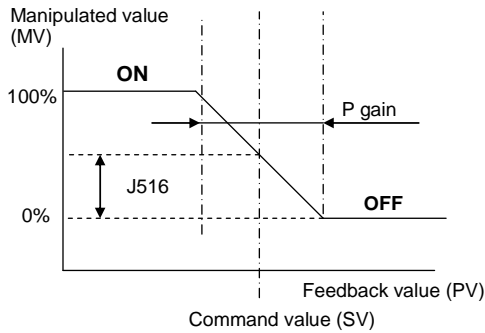 Manipulated value
(MV)
ON
100%
P gain
J516
0%
OFF
Feedback value (PV)
Command value (SV)